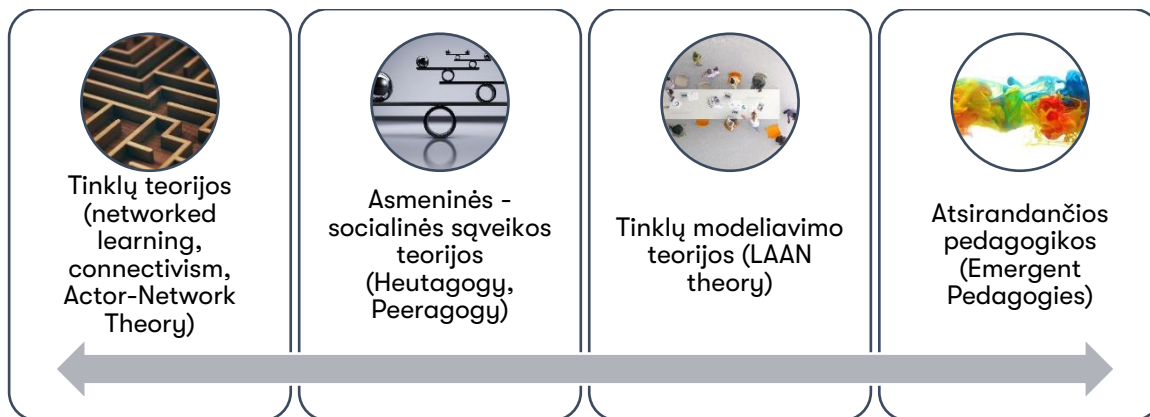 Tinklų teorijos
(networked
learning,
connectivism,
Actor-Network
Theory)
Asmeninės -
socialinės sąveikos
teorijos
(Heutagogy,
Peeragogy)
Tinklų modeliavimo
teorijos (LAAN
theory)
Atsirandančios
pedagogikos
(Emergent
Pedagogies)